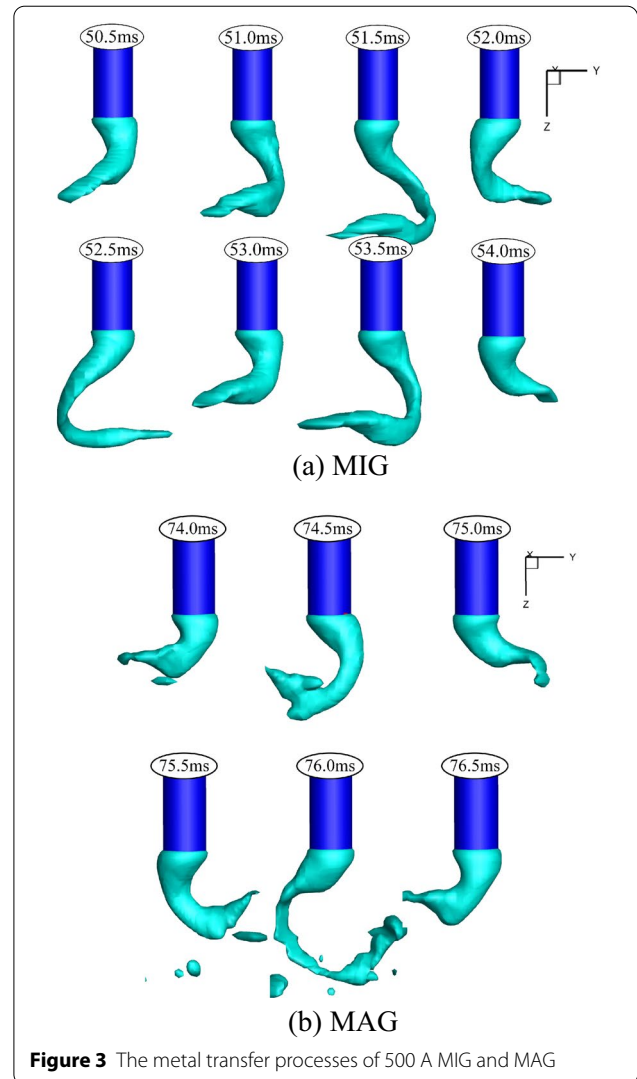 50.5ms 51.0ms 51.5ms 52.0ms
X Y
Z
52.5ms 53.0ms 53.5ms 54.0ms
(a) MIG
74.0ms 74.5ms 75.0ms
X Y
Z
75.5ms 76.0ms 76.5ms
(b) MAG
Figure 3 The metal transfer processes of 500 A MIG and MAG